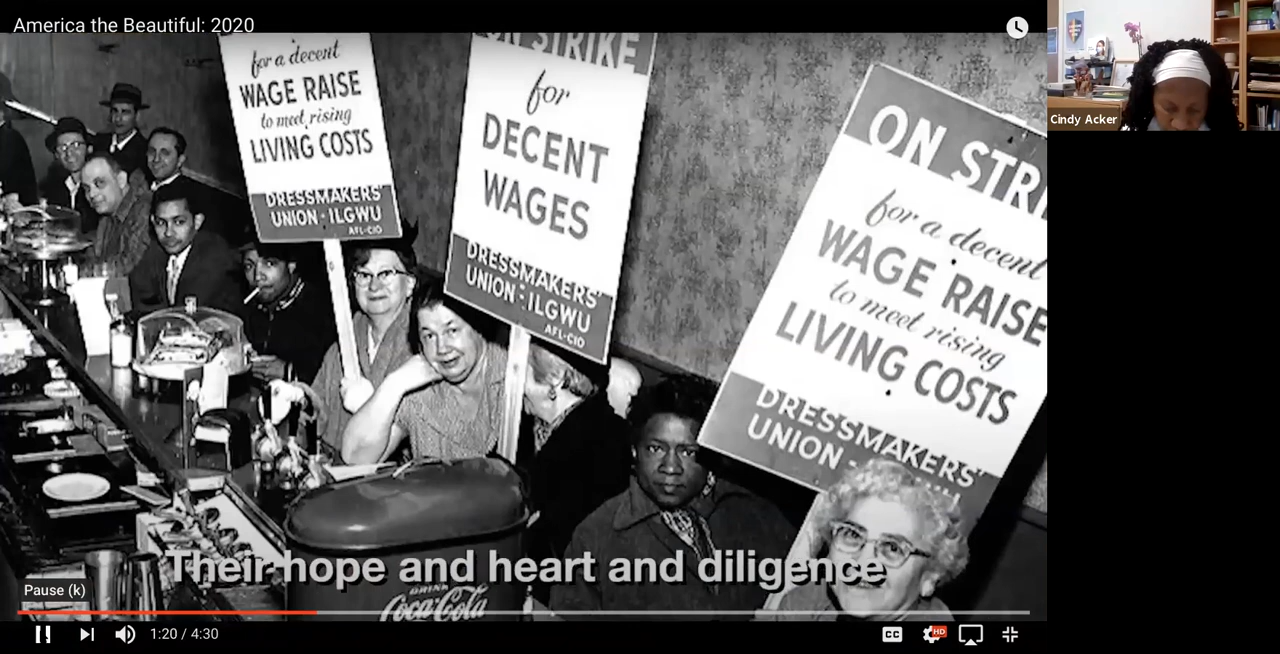 America the Beautiful: 2020
for a decent
WAGE RAISE
to meet rising
LIVING COSTS
DRESSMAKERS'
UNION · ILGWU
AFL-CIO
ON STRIKE
for
DECENT
WAGES
DRESSMAKERS'
UNION · ILGWU
AFL-CIO
ON STRI
for a decent
WAGE RAISE
to meet rising
LIVING COSTS
DRESSMAKERS'
UNION ·
Cindy Acker
Their hope and heart and diligence
DRINK
Coca-Cola
Pause (k)
1:20 / 4:30
CC
HD